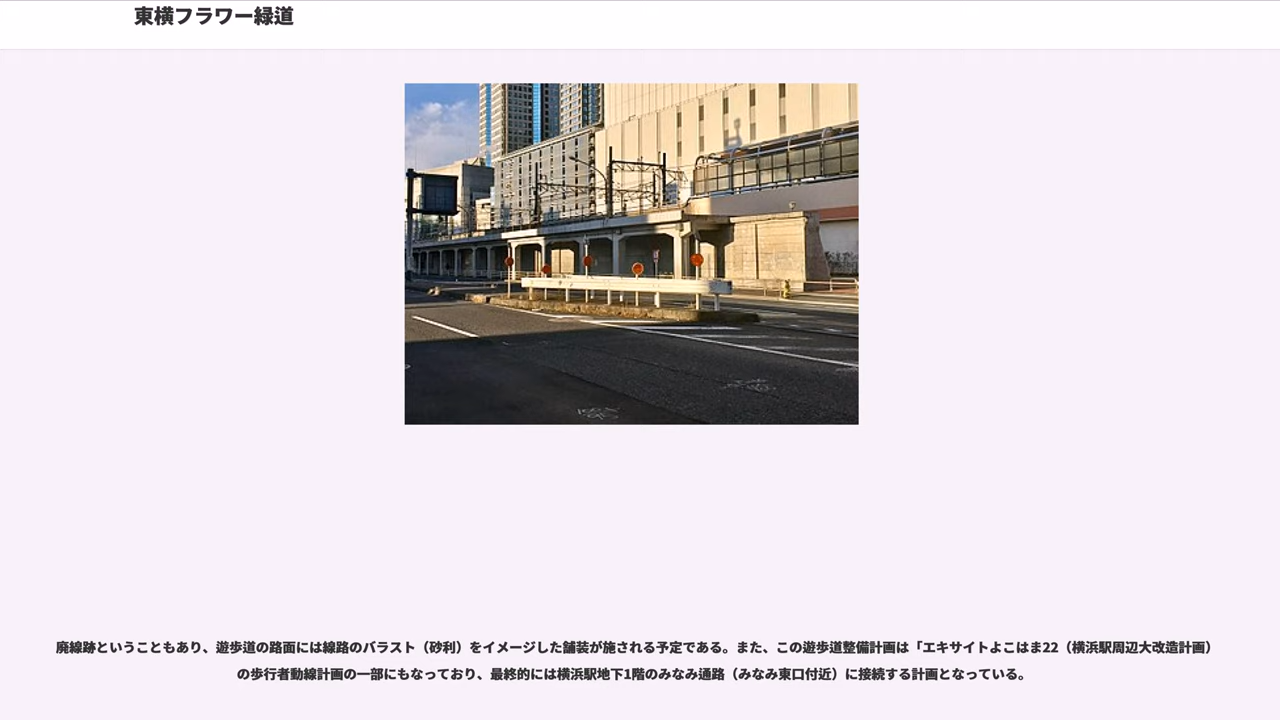 東横フラワー緑道
廃線跡ということもあり、遊歩道の路面には線路のバラスト（砂利）をイメージした舗装が施される予定である。また、この遊歩道整備計画は「エキサイトよこはま22（横浜駅周辺大改造計画）
の歩行者動線計画の一部にもなっており、最終的には横浜駅地下1階のみなみ通路（みなみ東口付近）に接続する計画となっている。